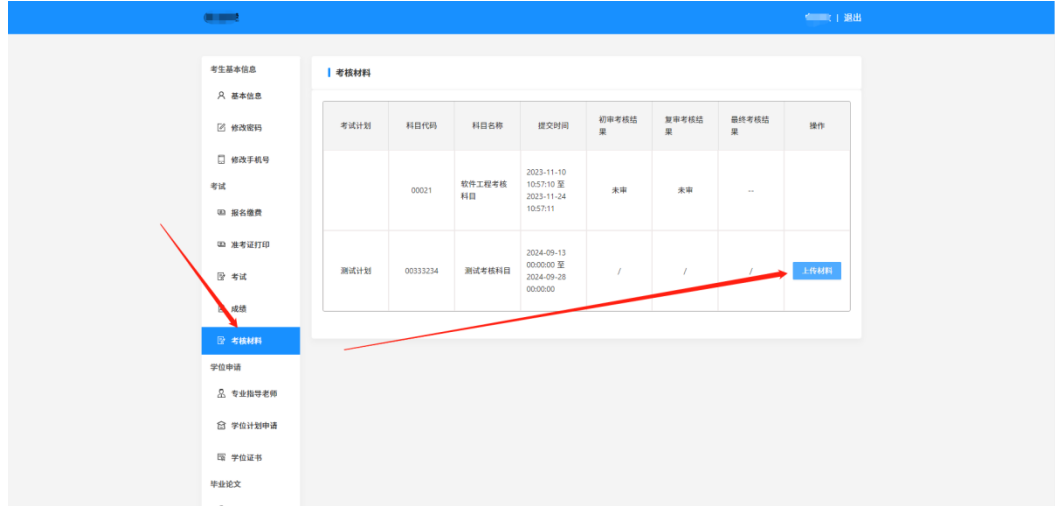 | 退出
考生基本信息
基本信息
修改密码
修改手机号
考试
报名缴费
准考证打印
考试
成绩
考核材料
学位申请
专业指导老师
学位计划申请
学位证书
毕业论文
考核材料
考试计划 科目代码 科目名称 提交时间 初审考核结 复审考核结 最终考核结 操作
果 果 果
2023-11-10
00021 软件工程考核 10:57:10 至 未审 未审 --
科目 2023-11-24
10:57:11
2024-09-13
测试计划 00333234 测试考核科目 00:00:00 至 / / / 上传材料
2024-09-28
00:00:00